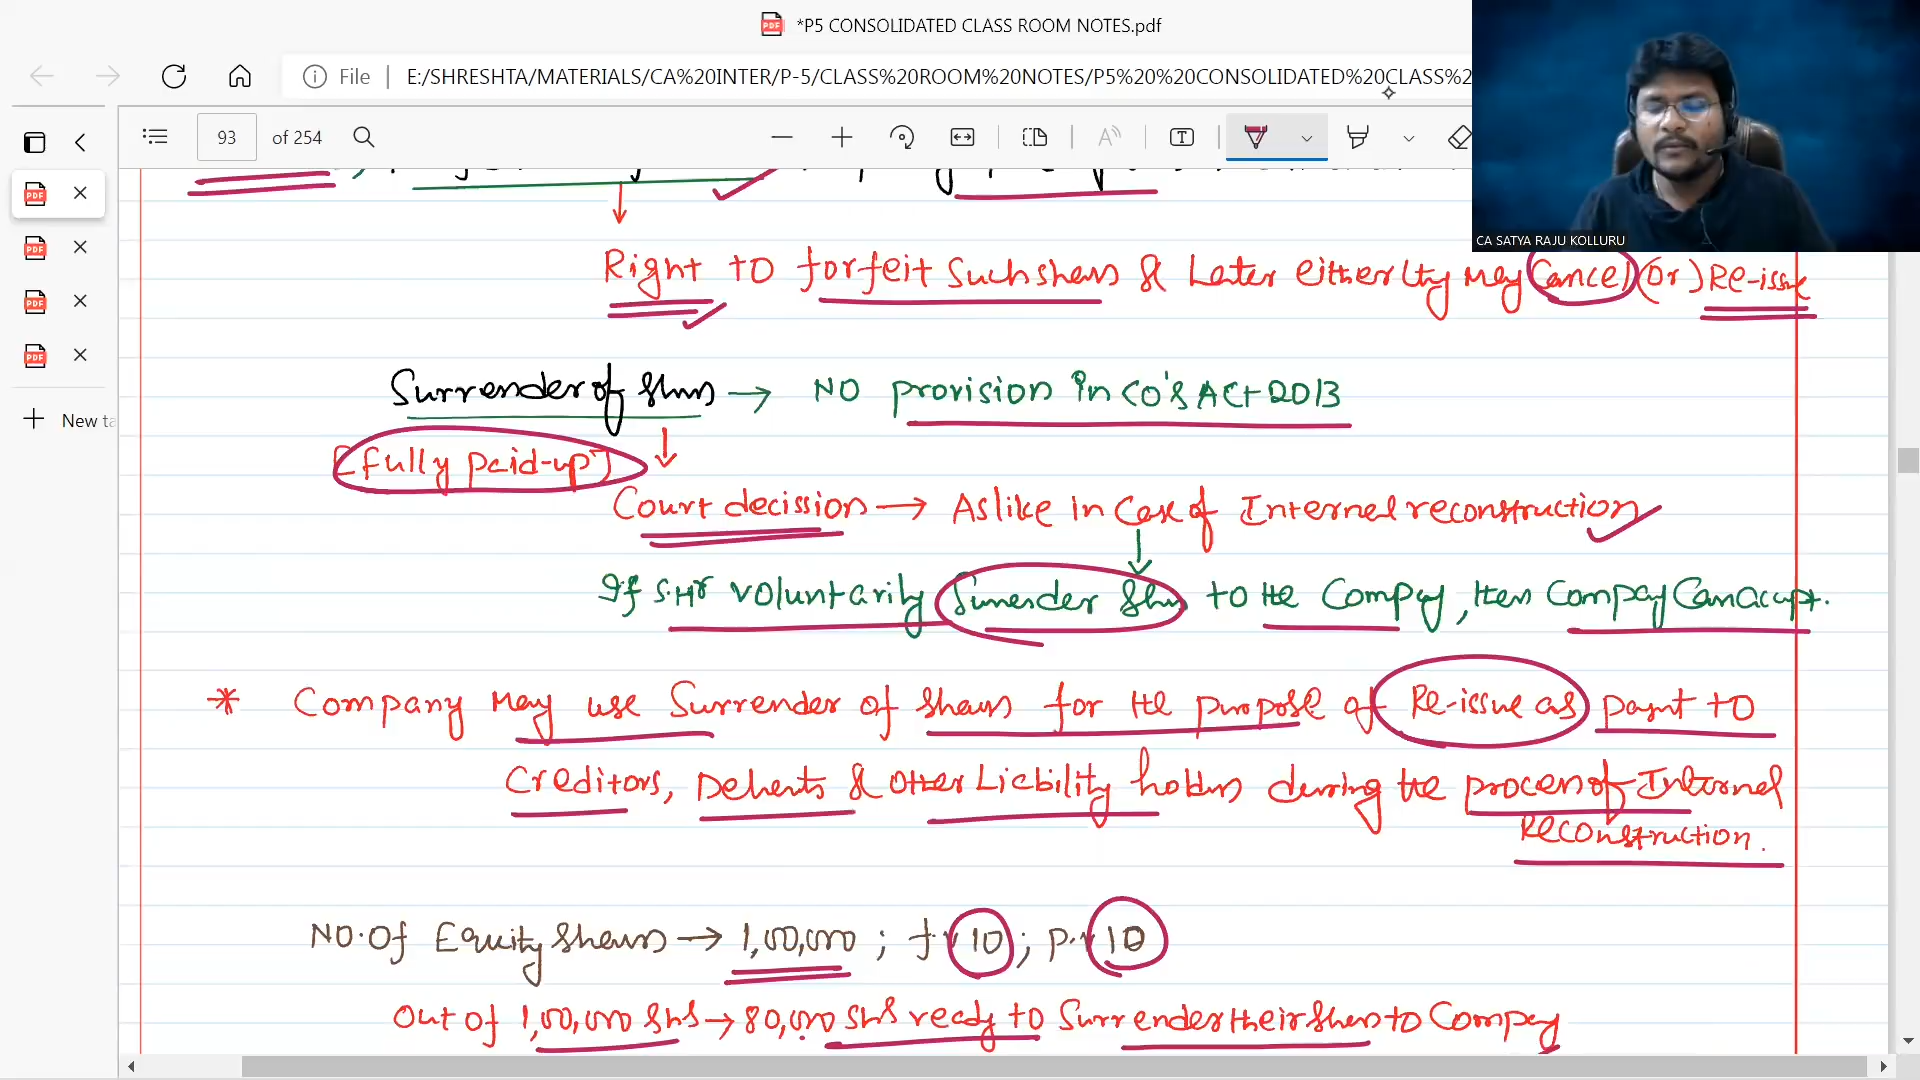 *P5 CONSOLIDATED CLASS ROOM NOTES.pdf
File | E:/SHRESHTA/MATERIALS/CA%20INTER/P-5/CLASS%20ROOM%20NOTES/P5%20%20CONSOLIDATED%20CLASS%2
93 of 254
CA SATYA RAJU KOLLURU
New ta
Right to forfeit such shares & Later either they may Cancel (or) Re-issue
Surrender of shares → NO provision in CO'S ACT 2013
[fully paid-up]
Court decission → As like in Case of Internal reconstruction
If S.Hr voluntarily Surrender Shares to the Company, then Company Can accept.
* Company may use Surrender of shares for the purpose of Re-issue as paymt to
Creditors, Debents & other Liability holders during the process of Internal
Reconstruction.
NO. Of Equity Shares → 1,00,000 ; f.v 10 ; p.v 10
Out of 1,00,000 shs → 80,000 shs ready to Surrender their shares to Company